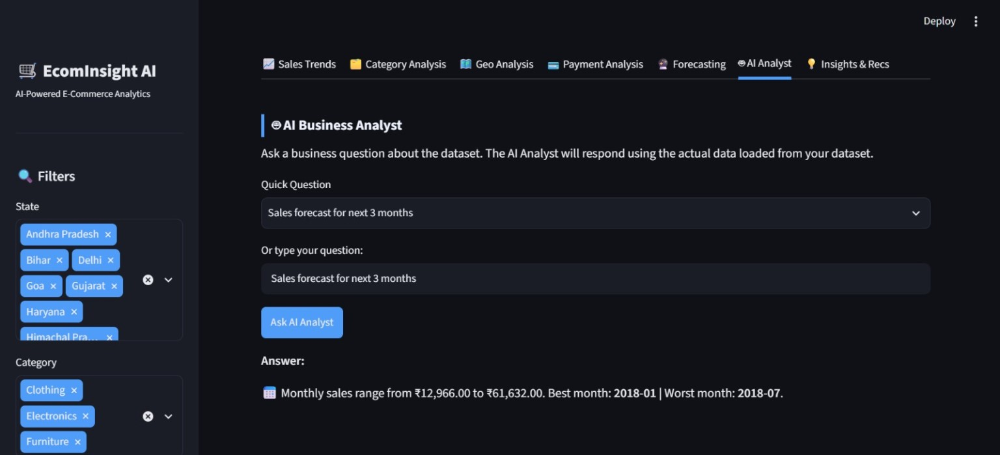 Deploy
EcomInsight AI
AI-Powered E-Commerce Analytics
Sales Trends Category Analysis Geo Analysis Payment Analysis Forecasting AI Analyst Insights & Recs
Filters
State
Andhra Pradesh ×
Bihar × Delhi ×
Goa × Gujarat ×
Haryana ×
Himachal Pra... ×
Category
Clothing ×
Electronics ×
Furniture ×
AI Business Analyst
Ask a business question about the dataset. The AI Analyst will respond using the actual data loaded from your dataset.
Quick Question
Sales forecast for next 3 months
Or type your question:
Sales forecast for next 3 months
Ask AI Analyst
Answer:
Monthly sales range from ₹12,966.00 to ₹61,632.00. Best month: 2018-01 | Worst month: 2018-07.